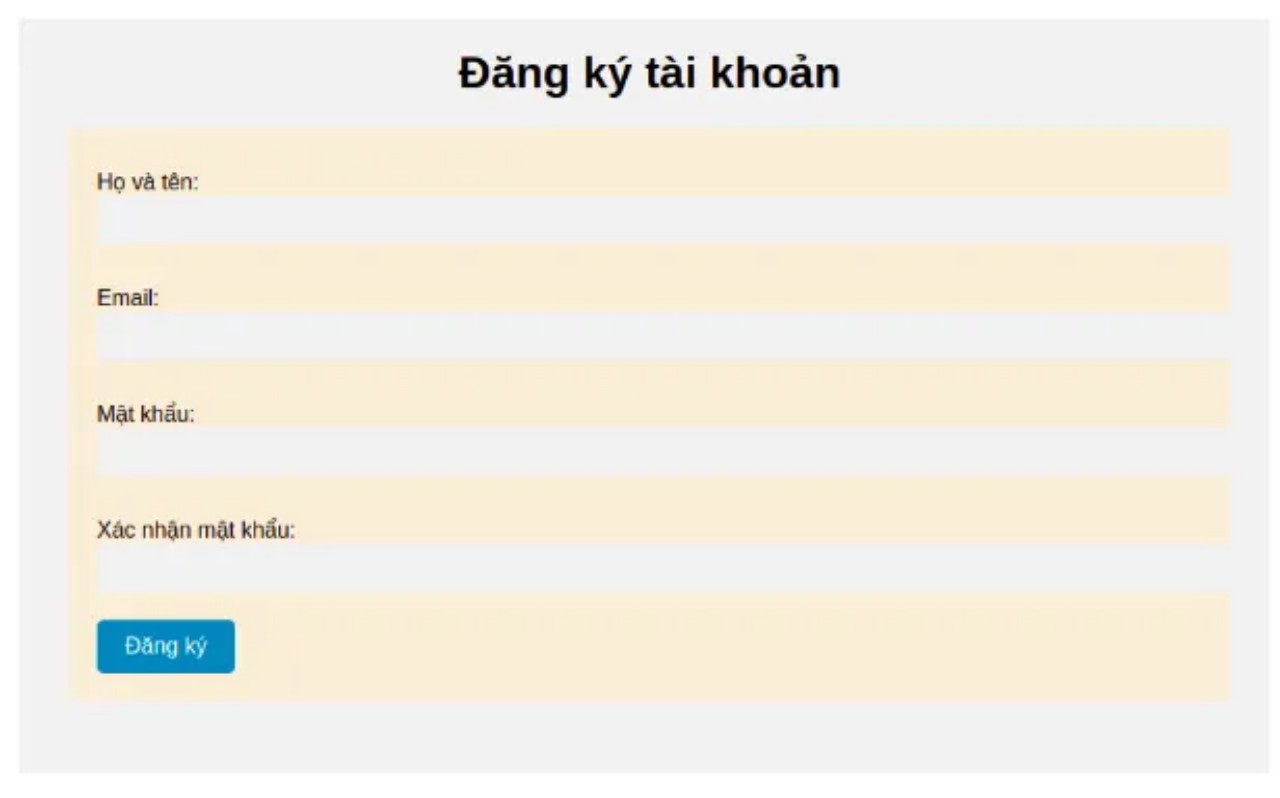 Đăng ký tài khoản
Họ và tên:
Email:
Mật khẩu:
Xác nhận mật khẩu:
Đăng ký